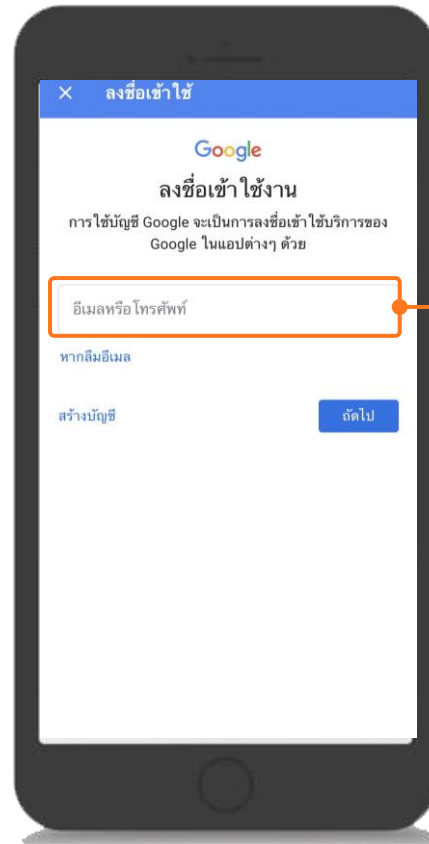 × ลงชื่อเข้าใช้
Google
ลงชื่อเข้าใช้งาน
การใช้บัญชี Google จะเป็นการลงชื่อเข้าใช้บริการของ
Google ในแอปต่างๆ ด้วย
อีเมลหรือโทรศัพท์
หากลืมอีเมล
สร้างบัญชี
ถัดไป